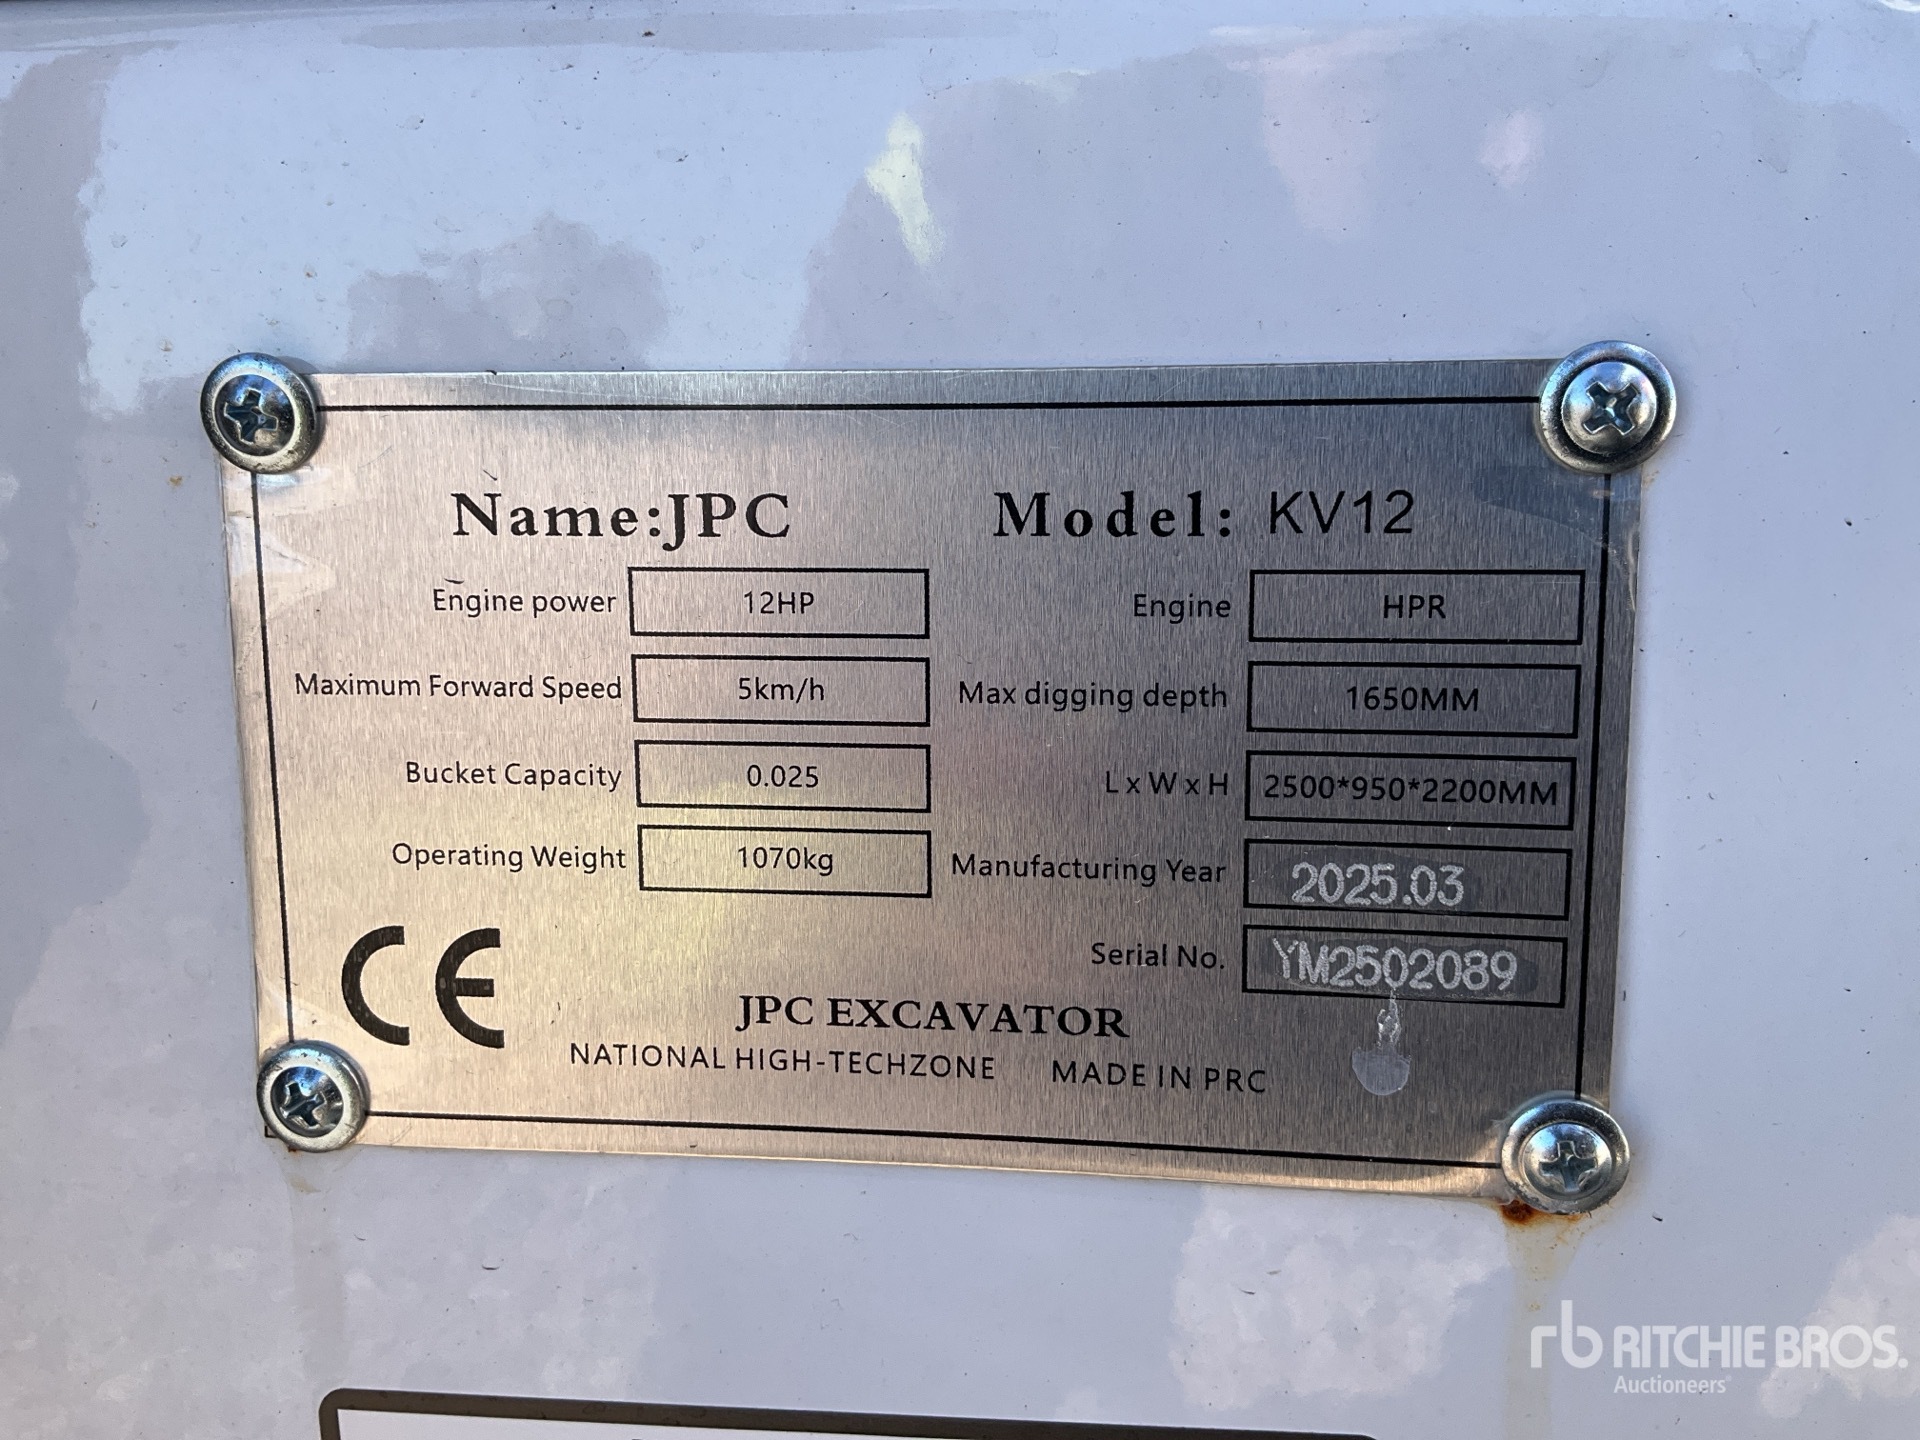 Name:JPC Model: KV12
Engine power 12HP Engine HPR
Maximum Forward Speed 5km/h Max digging depth 1650MM
Bucket Capacity 0.025 L x W x H 2500*950*2200MM
Operating Weight 1070kg Manufacturing Year 2025.03
Serial No. YM2502089
CE
JPC EXCAVATOR
NATIONAL HIGH-TECHZONE MADE IN PRC
rb RITCHIE BROS.
Auctioneers